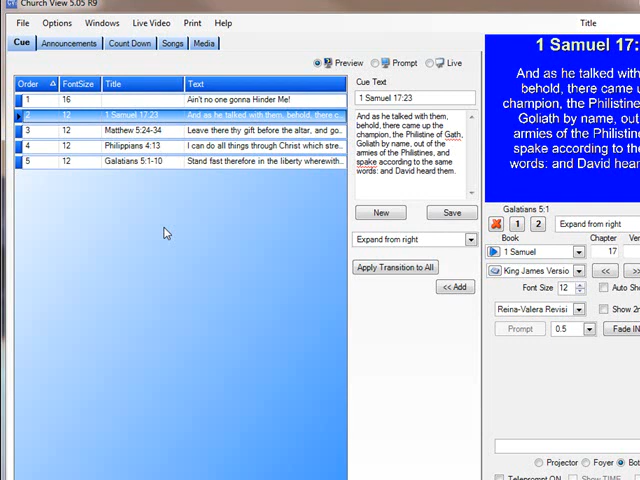 Church View 5.05 R9
File Options Windows Live Video Print Help Title
Cue Announcements Count Down Songs Media
Preview Prompt Live
Order FontSize Title Text
1 16 Ain't no one gonna Hinder Me!
2 12 1 Samuel 17:23 And as he talked with them, behold, there c
3 12 Matthew 5:24-34 Leave there thy gift before the altar, and go..
4 12 Philippians 4:13 I can do all things through Christ which stre..
5 12 Galatians 5:1-10 Stand fast therefore in the liberty wherewith..
Cue Text
1 Samuel 17:23
And as he talked with them,
behold, there came up the
champion, the Philistine of Gath,
Goliath by name, out of the
armies of the Philistines, and
spake according to the same
words: and David heard them.
New Save
Expand from right
Apply Transition to All
<< Add
1 Samuel 17:
And as he talked with
behold, there came u
champion, the Philistine
Goliath by name, out
armies of the Philistines
spake according to the
words: and David hear
Galatians 5:1
1 2 Expand from right
Book Chapter Ver
1 Samuel 17
King James Versio << >>
Font Size 12 Auto Sh
Reina-Valera Revisi Show 2n
Prompt 0.5 Fade IN
Projector Foyer Bot
Teleprompt ON Show TIME